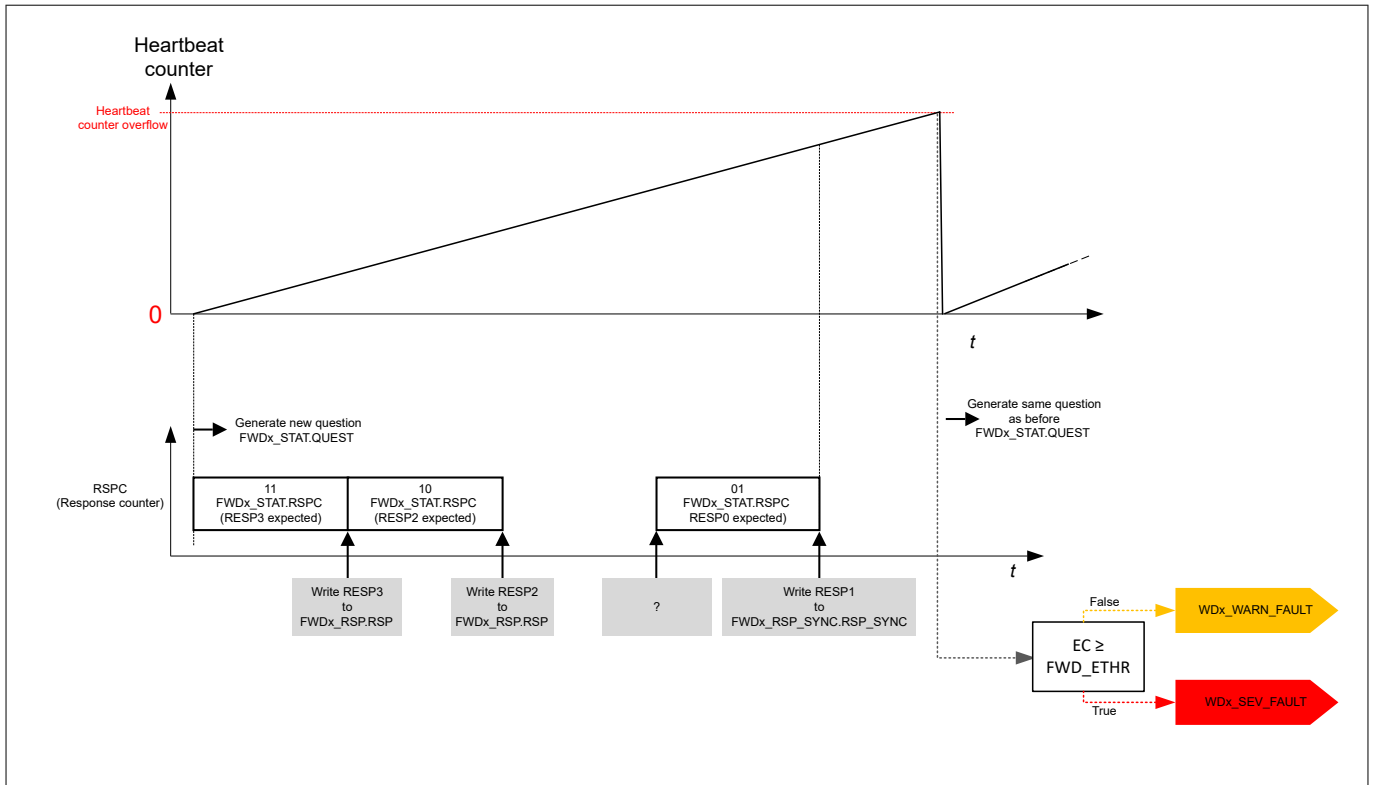 Heartbeat
counter
Heartbeat
counter overflow
0
t
Generate new question
FWDx_STAT.QUEST
Generate same question
as before
FWDx_STAT.QUEST
RSPC
(Response counter)
11
FWDx_STAT.RSPC
(RESP3 expected)
10
FWDx_STAT.RSPC
(RESP2 expected)
01
FWDx_STAT.RSPC
RESP0 expected)
t
Write RESP3
to
FWDx_RSP.RSP
Write RESP2
to
FWDx_RSP.RSP
?
Write RESP1
to
FWDx_RSP_SYNC.RSP_SYNC
False
WDx_WARN_FAULT
EC ≥
FWD_ETHR
True
WDx_SEV_FAULT